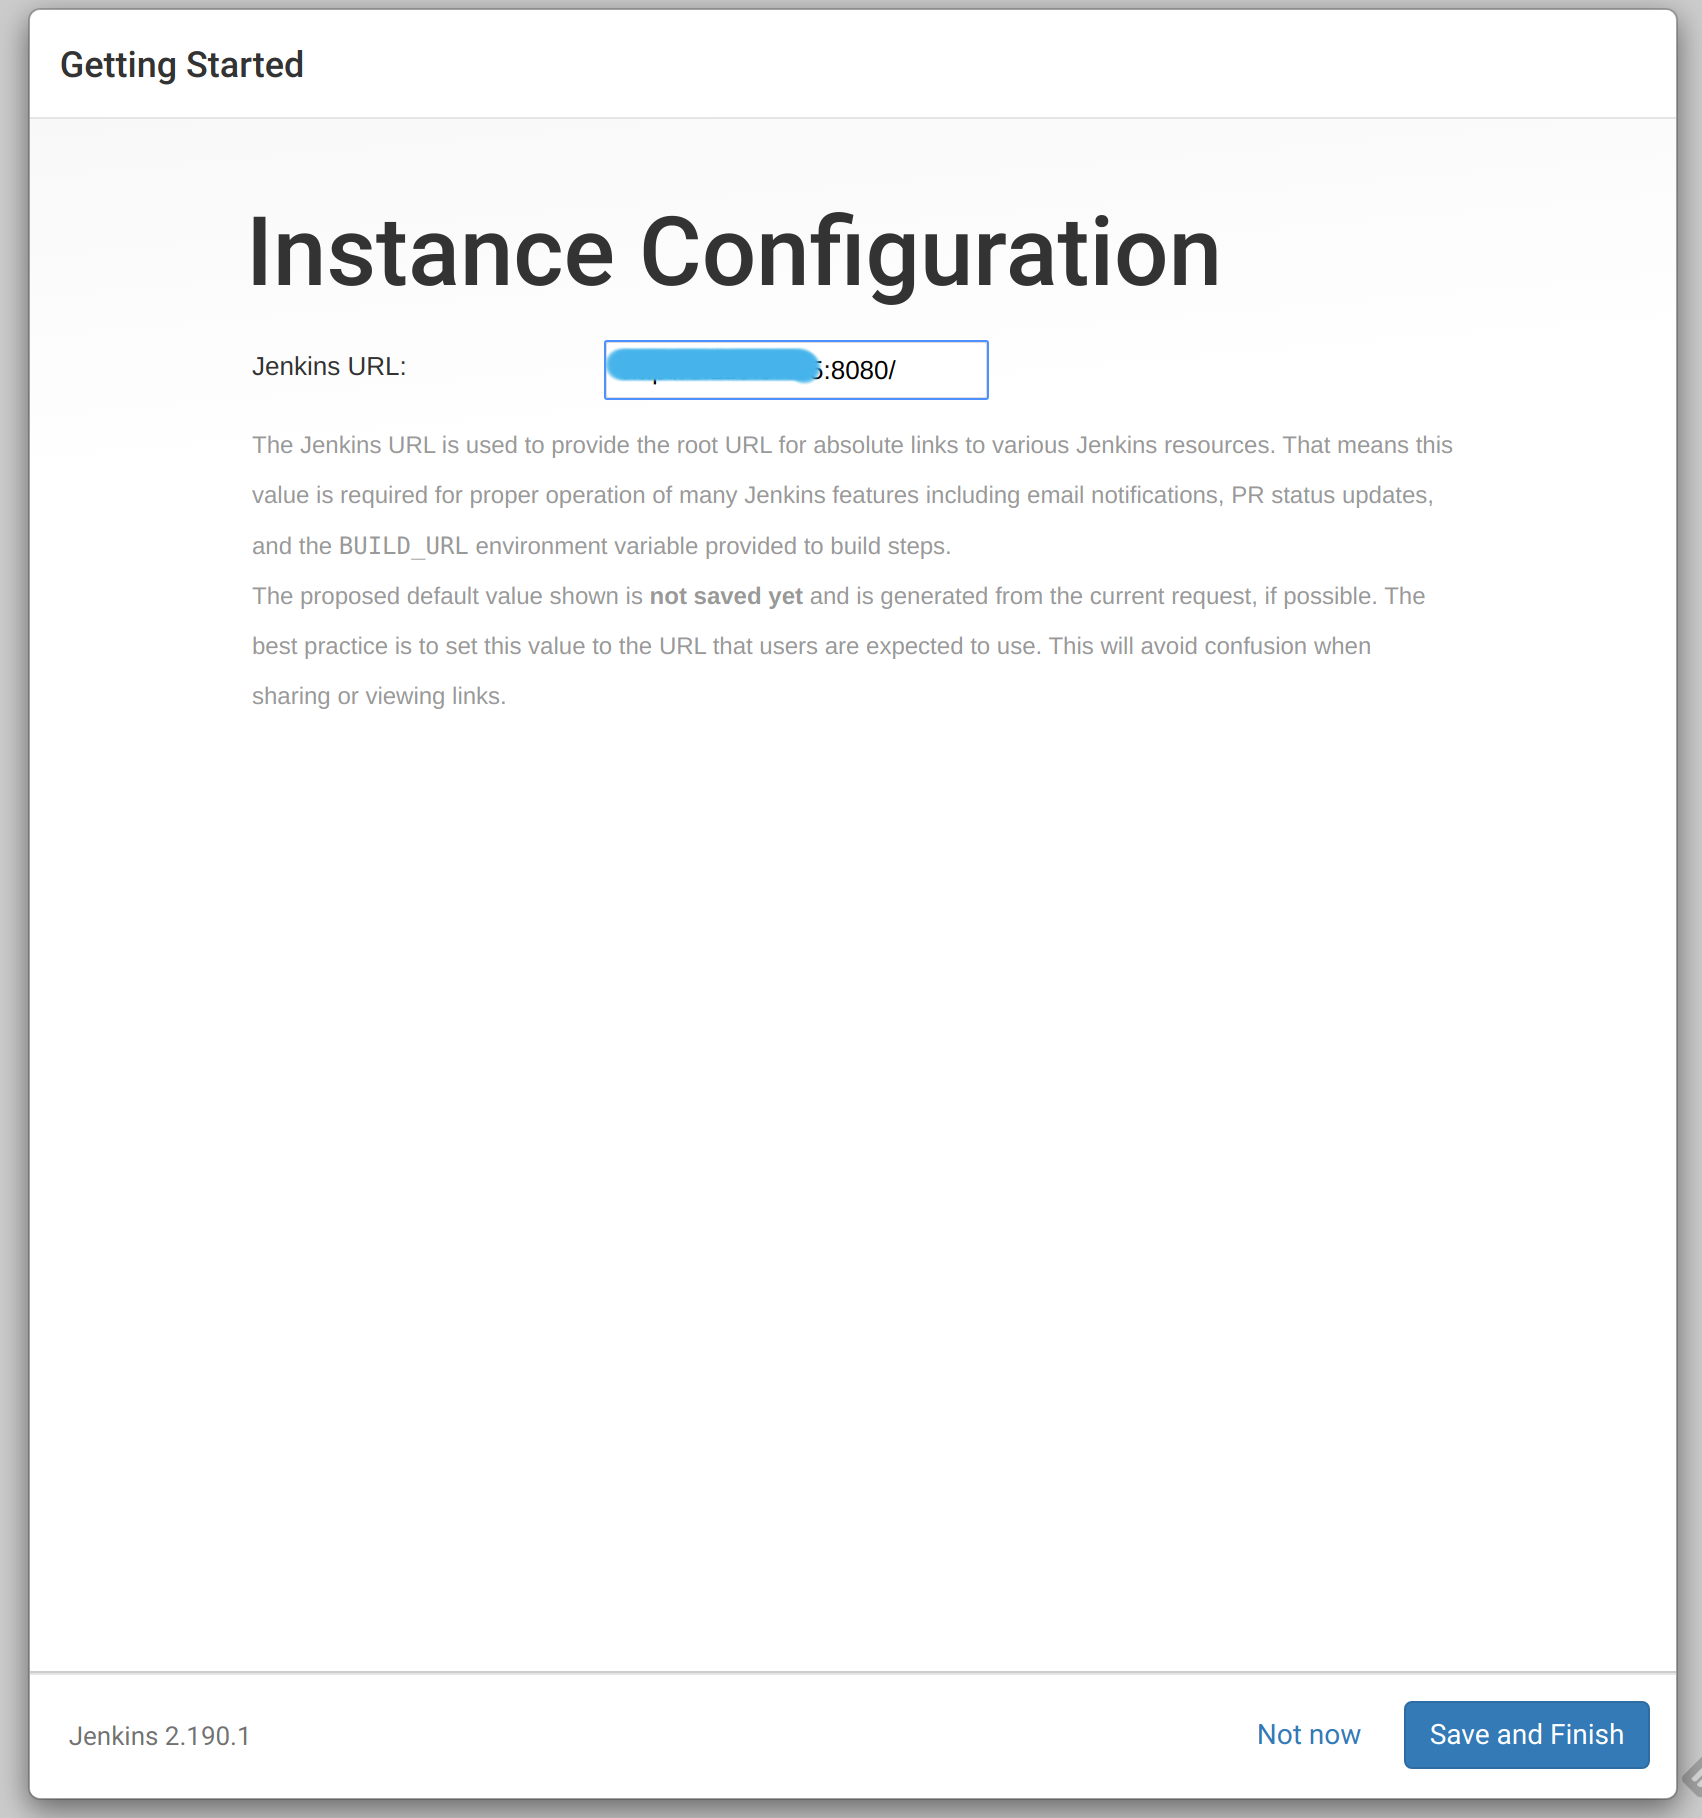 Getting Started
Instance Configuration
Jenkins URL:
5:8080/
The Jenkins URL is used to provide the root URL for absolute links to various Jenkins resources. That means this
value is required for proper operation of many Jenkins features including email notifications, PR status updates,
and the BUILD_URL environment variable provided to build steps.
The proposed default value shown is not saved yet and is generated from the current request, if possible. The
best practice is to set this value to the URL that users are expected to use. This will avoid confusion when
sharing or viewing links.
Jenkins 2.190.1
Not now
Save and Finish